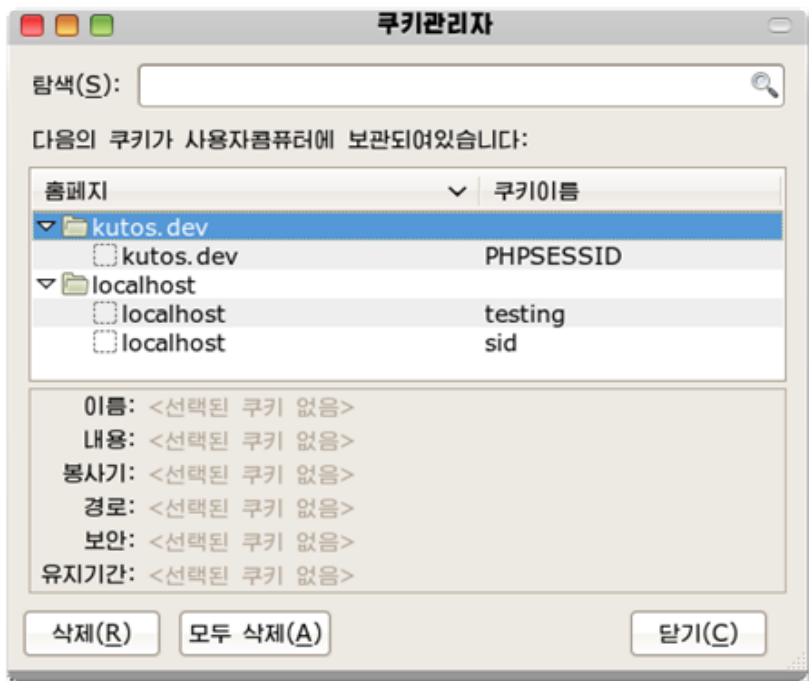 쿠키관리자
탐색(S):
다음의 쿠키가 사용자콤퓨터에 보관되여있습니다:
홈페지 쿠키이름
kutos.dev
kutos.dev PHPSESSID
localhost
localhost testing
localhost sid
이름: <선택된 쿠키 없음>
내용: <선택된 쿠키 없음>
봉사기: <선택된 쿠키 없음>
경로: <선택된 쿠키 없음>
보안: <선택된 쿠키 없음>
유지기간: <선택된 쿠키 없음>
삭제(R) 모두 삭제(A) 닫기(C)